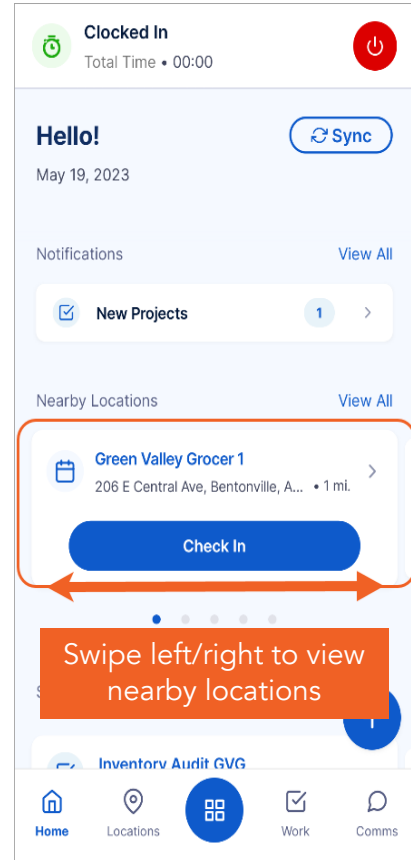 Clocked In
Total Time • 00:00
Hello!
Sync
May 19, 2023
Notifications
View All
New Projects
1
Nearby Locations
View All
Green Valley Grocer 1
206 E Central Ave, Bentonville, A... • 1 mi.
Check In
Swipe left/right to view
nearby locations
Inventory Audit GVG
Home
Locations
Work
Comms